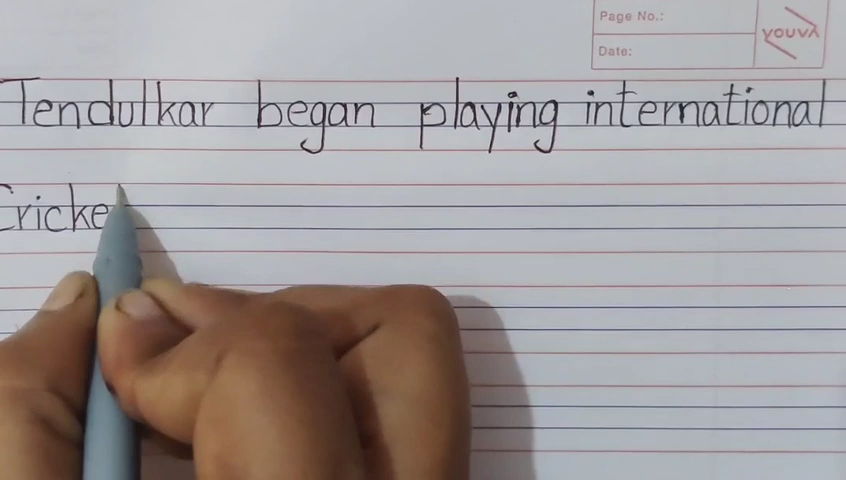 Page No.:
Date:
YOUVA
Tendulkar began playing international
Cricke